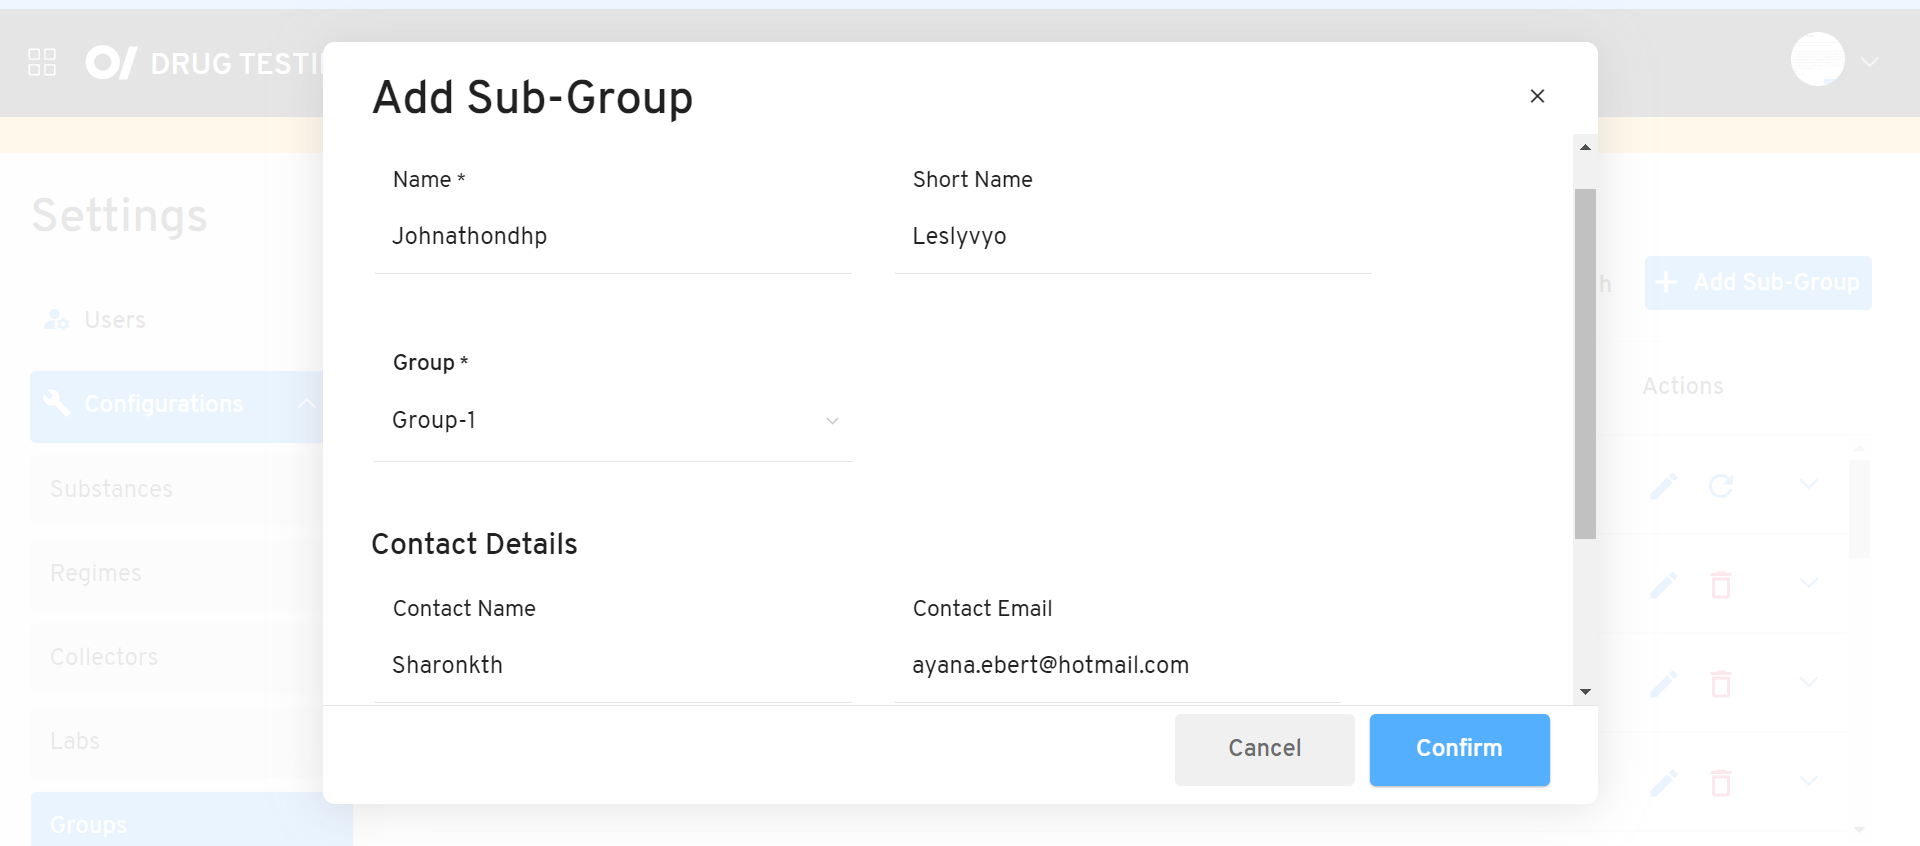 DRUG TESTI
Add Sub-Group
Settings
Name *
Short Name
Johnathondhp
Leslyvyo
h
Add Sub-Group
Users
Group *
Actions
Configurations
Group-1
Substances
Contact Details
Regimes
Contact Name
Contact Email
Collectors
Sharonkth
ayana.ebert@hotmail.com
Labs
Cancel
Confirm
Groups